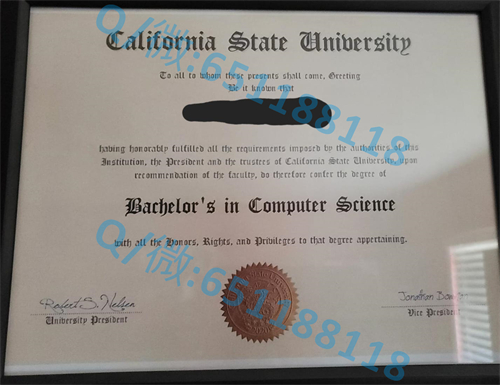 California State University
To all to whom these presents shall come, Greeting
Be it known that
having honorably fulfilled all the requirements imposed by the authorities of this
Institution, the President and the trustees of California State University, upon
recommendation of the faculty, do therefore confer the degree of
Bachelor's in Computer Science
with all the Honors, Rights, and Privileges to that degree appertaining.
Robert S. Nelsen
University President
Jonathan
Vice President
Q/微:651188118
Q/微:651188118